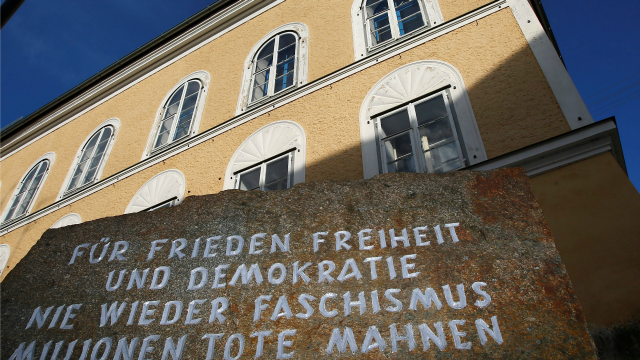 FÜR FRIEDEN FREIHEIT
UND DEMOKRATIE
NIE WIEDER FASCHISMUS
MILLIONEN TOTE MAHNEN